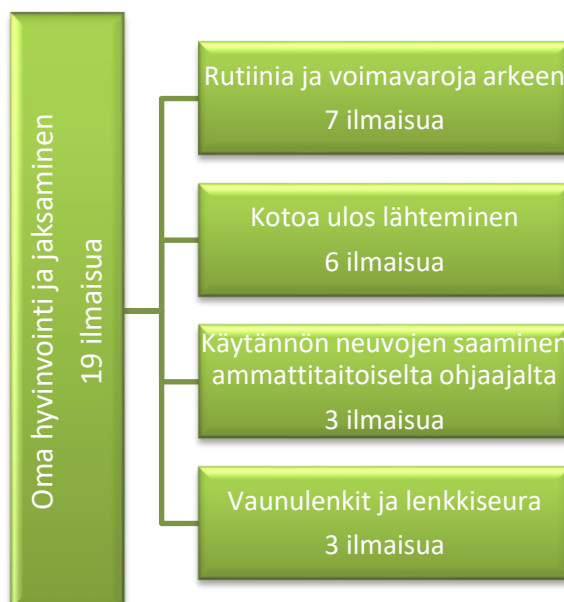 Oma hyvinvointi ja jaksaminen
19 ilmaisua
Rutiinia ja voimavaroja arkeen
7 ilmaisua
Kotoa ulos lähteminen
6 ilmaisua
Käytännön neuvojen saaminen
ammattitaitoiselta ohjaajalta
3 ilmaisua
Vaunulenkit ja lenkkiseura
3 ilmaisua